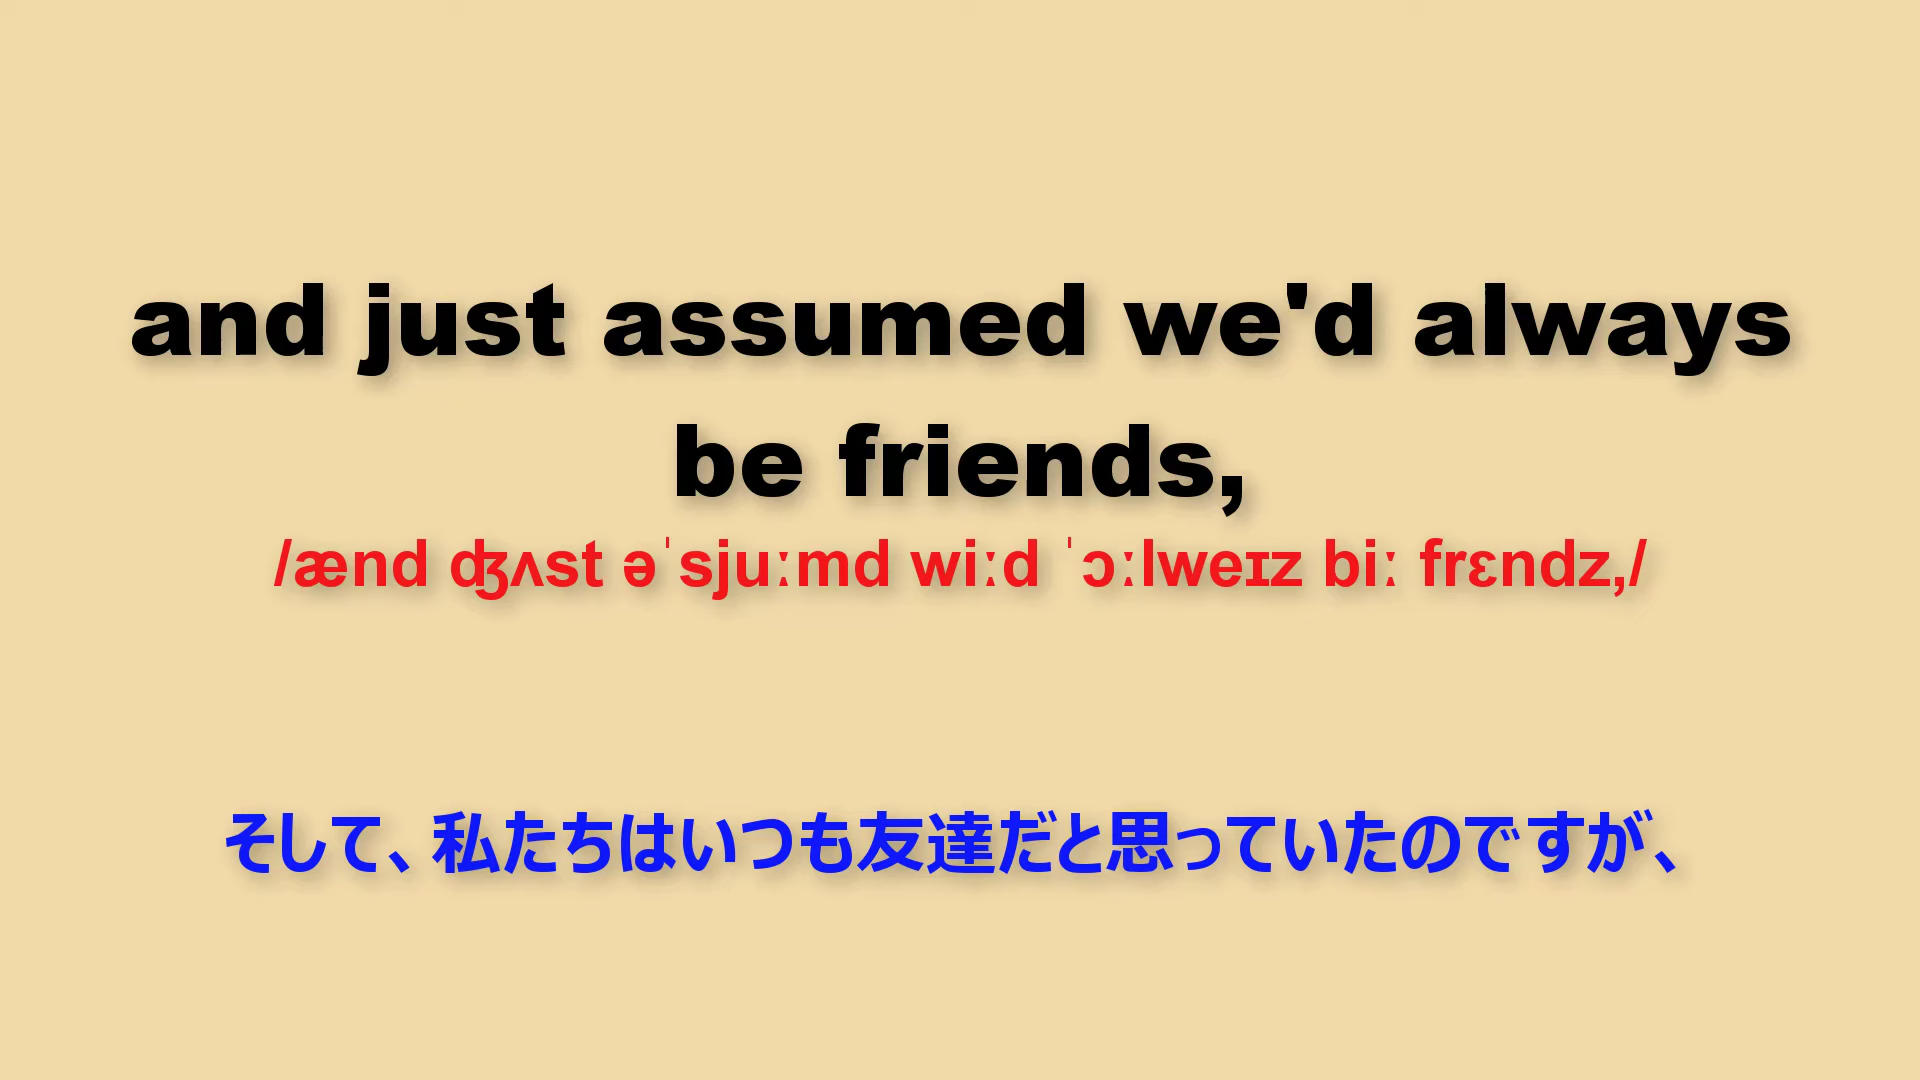 and just assumed we'd always
be friends,
/ænd ʤʌst əˈsjuːmd wiːd ˈɔːlweɪz biː frɛndz,/
そして、私たちはいつも友達だと思っていたのですが、